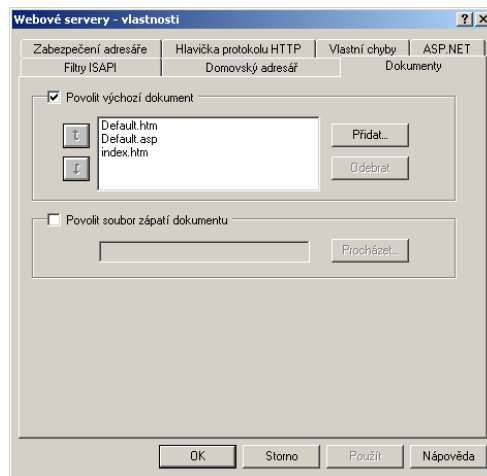 Webové servery - vlastnosti
Zabezpečení adresáře Hlavička protokolu HTTP Vlastní chyby ASP.NET
Filtry ISAPI Domovský adresář Dokumenty
Povolit výchozí dokument
Default.htm
Default.asp
index.htm
Přidat...
Odebrat
Povolit soubor zápatí dokumentu
Procházet...
OK Storno Použít Nápověda